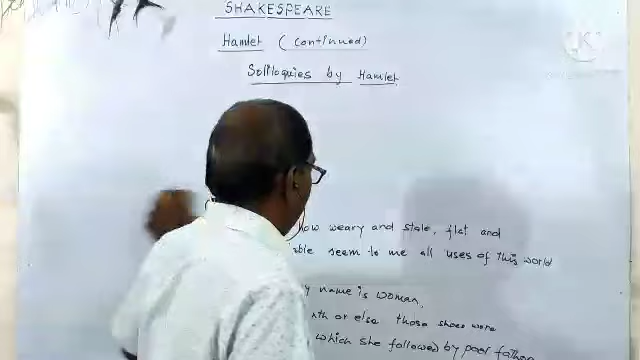 SHAKESPEARE
Hamlet (continued)
Soliloquies by Hamlet
how weary and stale, flat and
able seem to me all uses of this world
y name is woman,
nth or else those shoes were
which she followed by poor father